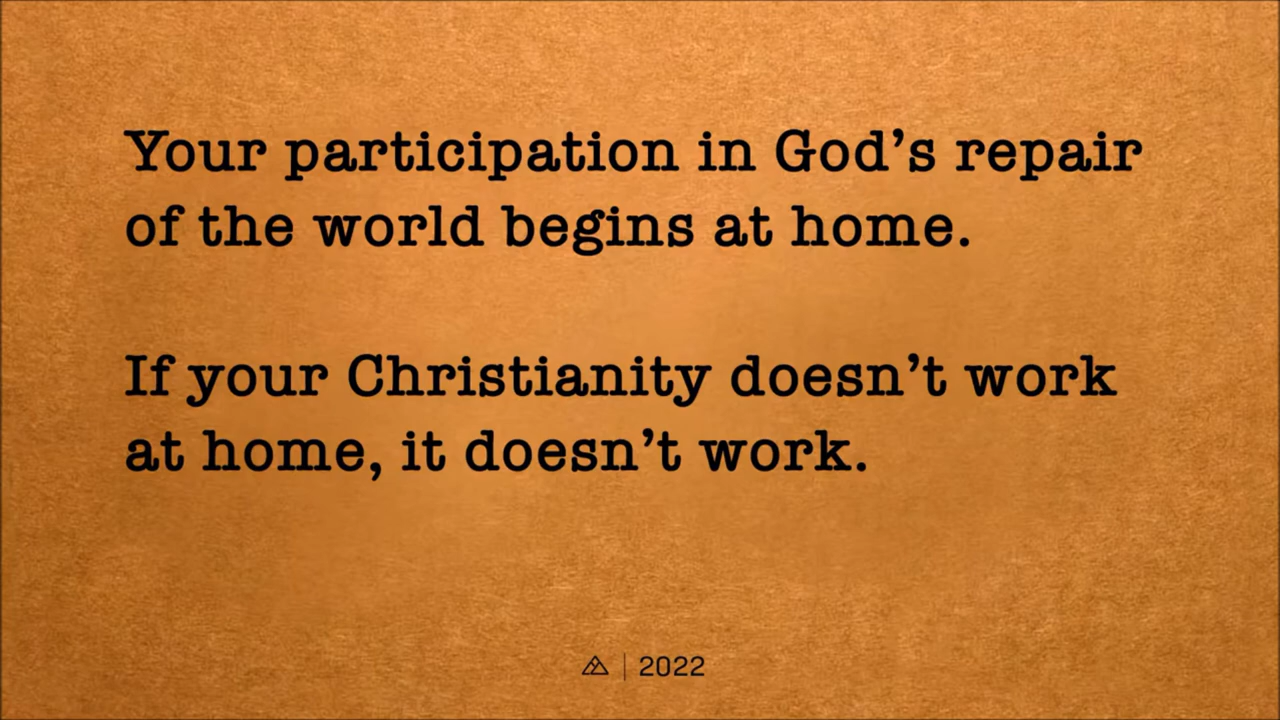 Your participation in God’s repair
of the world begins at home.
If your Christianity doesn’t work
at home, it doesn’t work.
2022